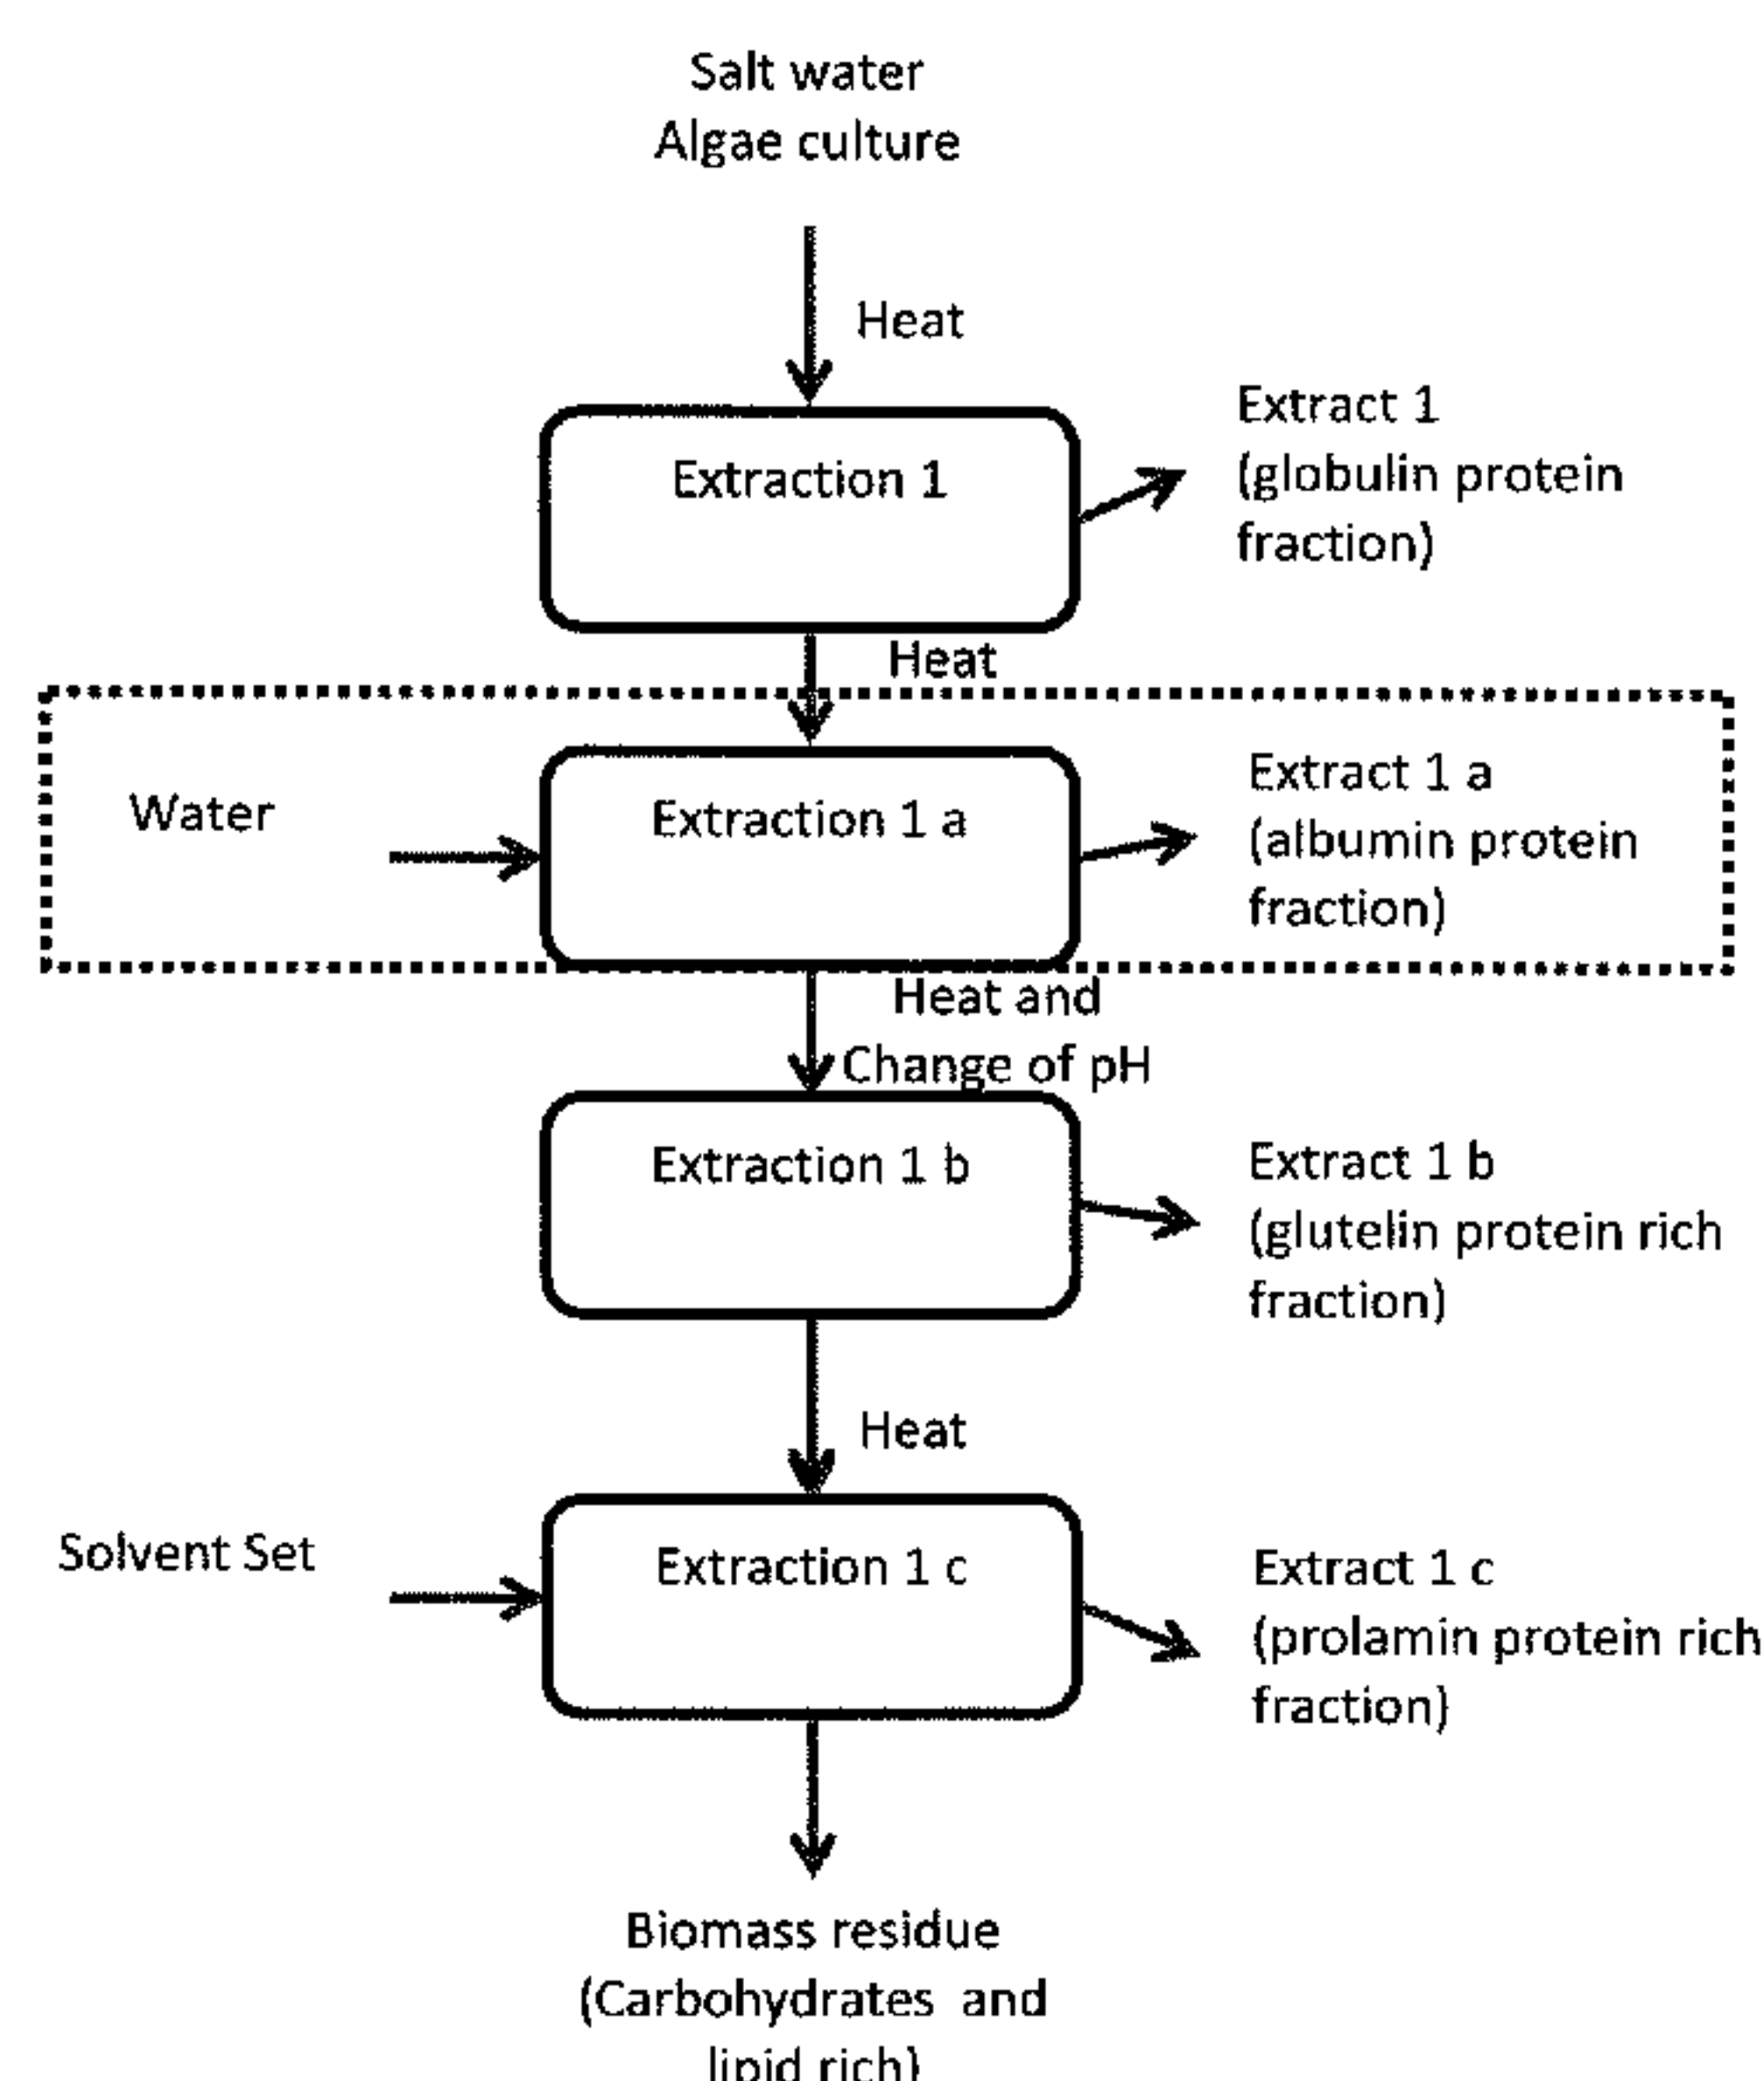 Salt water
Algae culture
Heat
Extraction 1
Extract 1
(globulin protein
fraction)
Heat
Water
Extraction 1 a
Extract 1 a
(albumin protein
fraction)
Heat and
Change of pH
Extraction 1 b
Extract 1 b
(glutelin protein rich
fraction)
Heat
Solvent Set
Extraction 1 c
Extract 1 c
(prolamin protein rich
fraction)
Biomass residue
(Carbohydrates and
lipid rich)